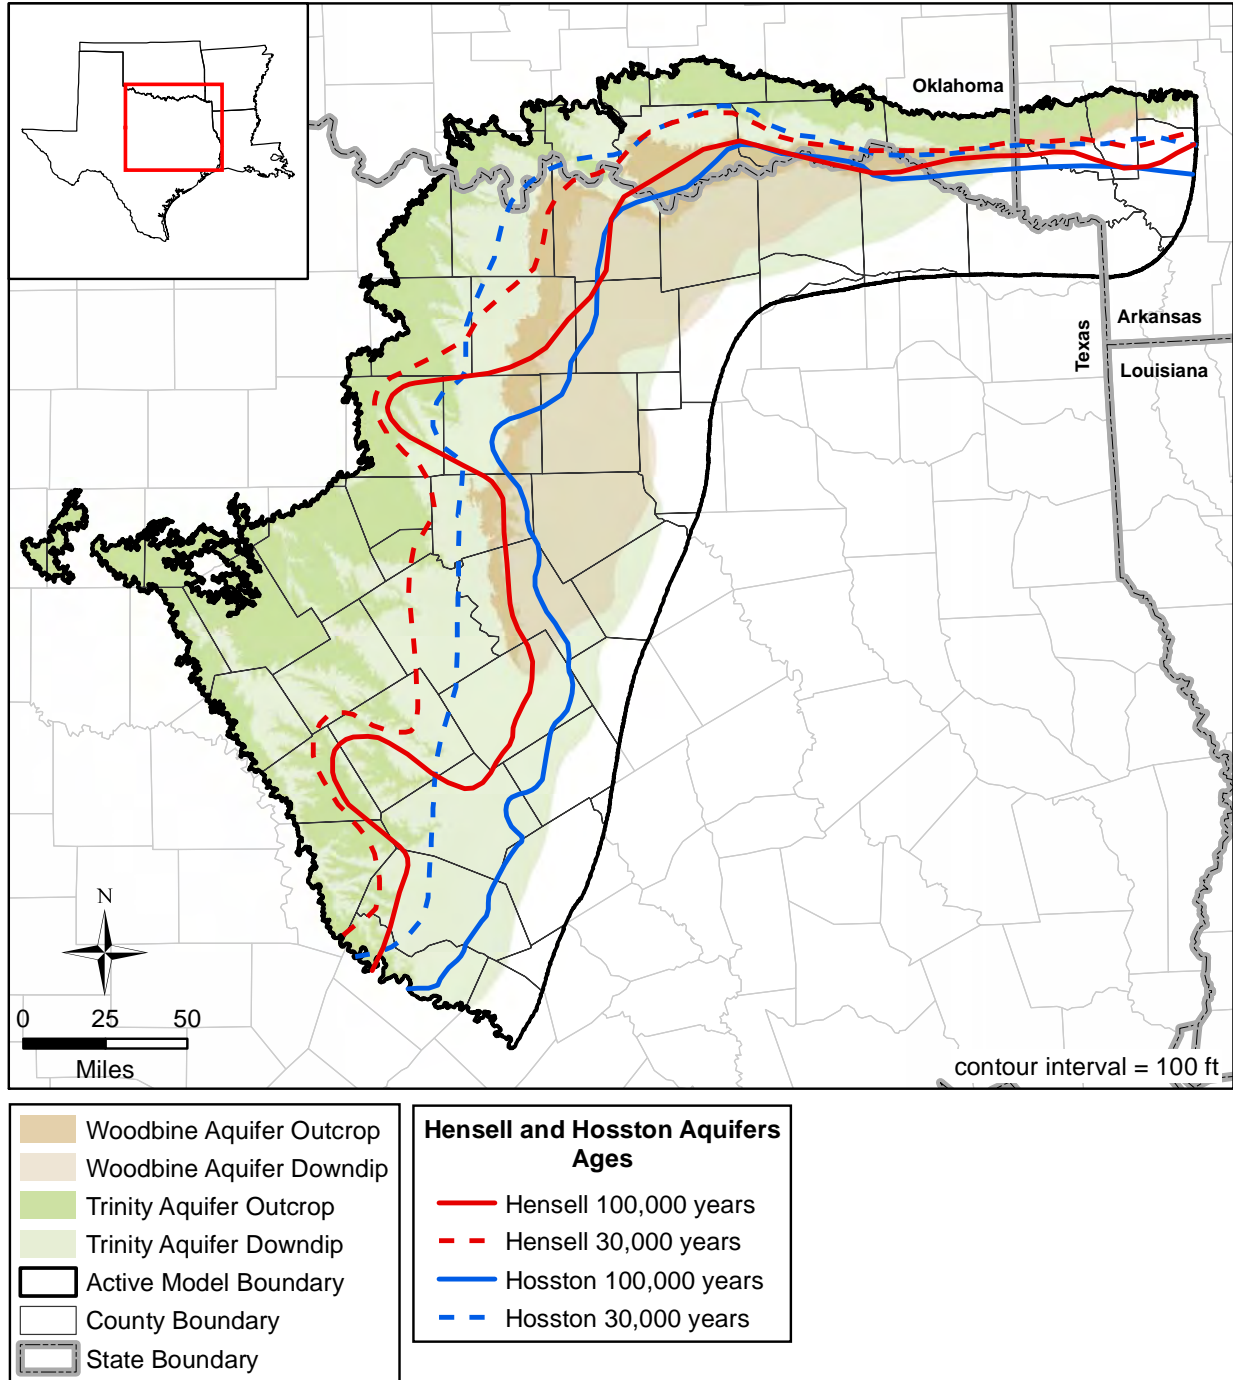 Oklahoma
Texas
Arkansas
Louisiana
N
0 25 50
Miles
contour interval = 100 ft
Woodbine Aquifer Outcrop
Woodbine Aquifer Downdip
Trinity Aquifer Outcrop
Trinity Aquifer Downdip
Active Model Boundary
County Boundary
State Boundary
Hensell and Hosston Aquifers
Ages
Hensell 100,000 years
Hensell 30,000 years
Hosston 100,000 years
Hosston 30,000 years